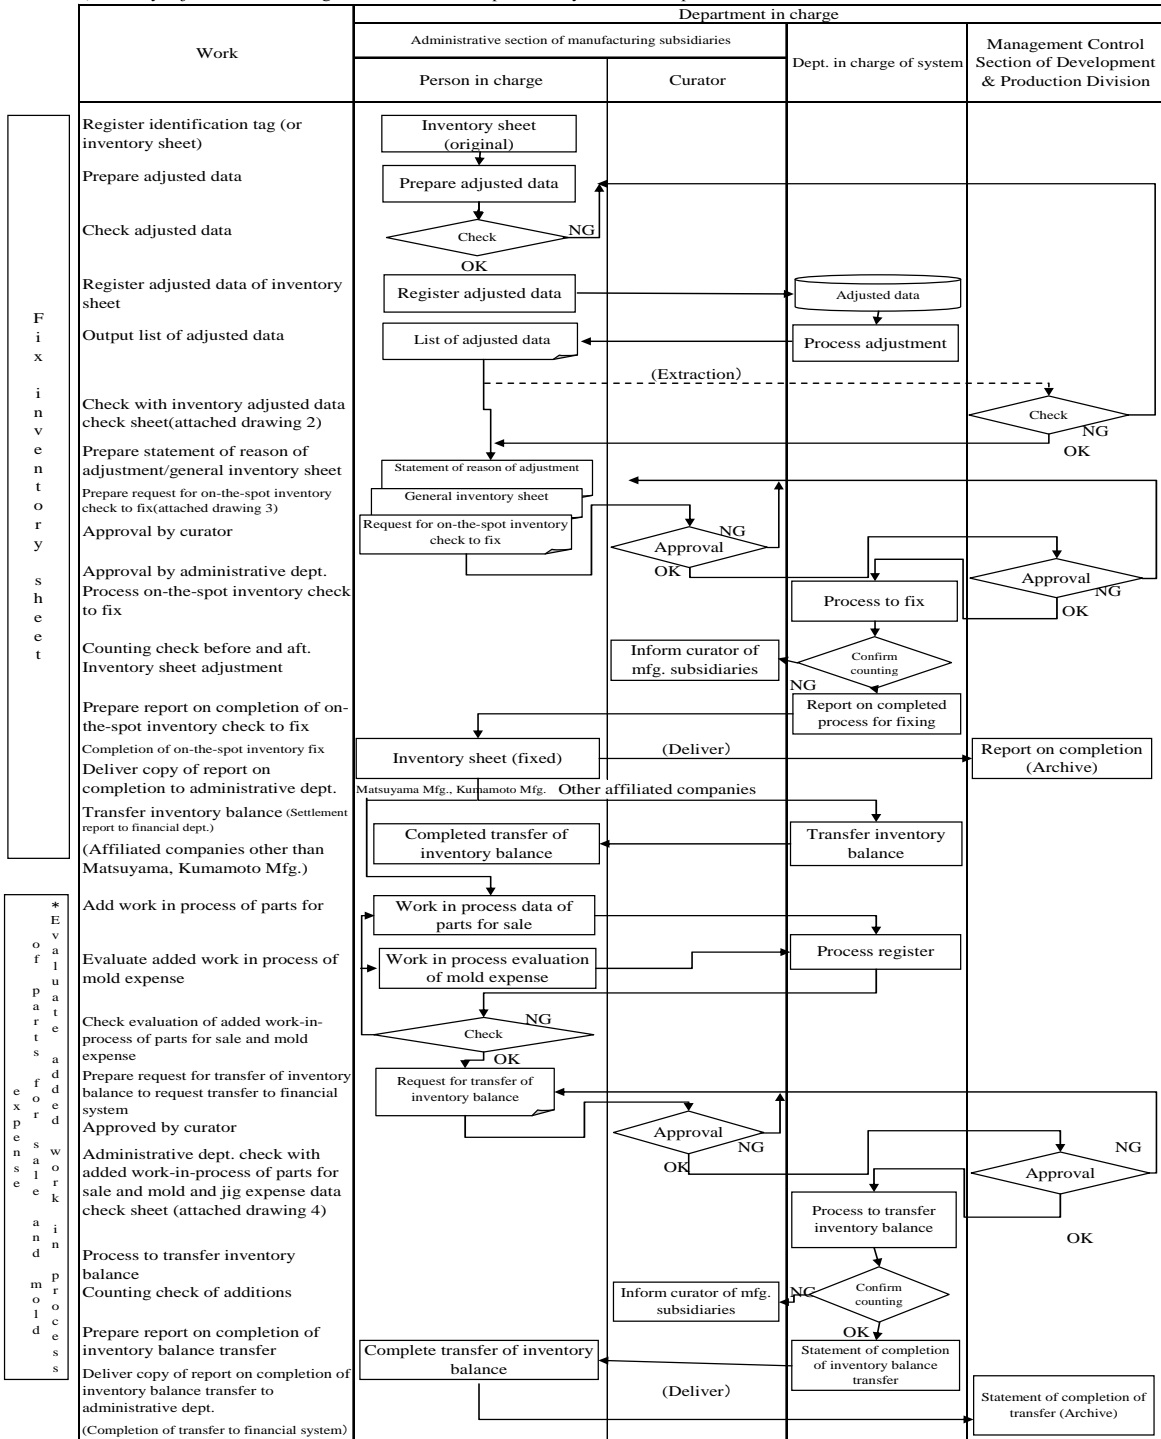 Department in charge
Work
Administrative section of manufacturing subsidiaries
Person in charge
Curator
Dept. in charge of system
Management Control
Section of Development
& Production Division
Fix inventory sheet
Register identification tag (or
inventory sheet)
Inventory sheet
(original)
Prepare adjusted data
Prepare adjusted data
Check adjusted data
Check
NG
OK
Register adjusted data of inventory
sheet
Register adjusted data
Adjusted data
Output list of adjusted data
List of adjusted data
Process adjustment
(Extraction)
Check with inventory adjusted data
check sheet(attached drawing 2)
Check
NG
OK
Prepare statement of reason of
adjustment/general inventory sheet
Statement of reason of adjustment
General inventory sheet
Request for on-the-spot inventory
check to fix
Prepare request for on-the-spot inventory
check to fix(attached drawing 3)
Approval by curator
NG
Approval
OK
Approval by administrative dept.
Approval
NG
OK
Process on-the-spot inventory check
to fix
Process to fix
Counting check before and aft.
Inventory sheet adjustment
Inform curator of
mfg. subsidiaries
Confirm
counting
NG
Prepare report on completion of on-
the-spot inventory check to fix
Report on completed
process for fixing
Completion of on-the-spot inventory fix
Inventory sheet (fixed)
(Deliver)
Report on completion
(Archive)
Deliver copy of report on
completion to administrative dept.
Matsuyama Mfg., Kumamoto Mfg.
Other affiliated companies
Transfer inventory balance (Settlement
report to financial dept.)
Completed transfer of
inventory balance
Transfer inventory
balance
(Affiliated companies other than
Matsuyama, Kumamoto Mfg.)
*Evaluate added work in process
of parts for sale and mold
expense
Add work in process of parts for
Work in process data of
parts for sale
Evaluate added work in process of
mold expense
Work in process evaluation
of mold expense
Process register
Check evaluation of added work-in-
process of parts for sale and mold
expense
NG
Check
OK
Prepare request for transfer of inventory
balance to request transfer to financial
system
Request for transfer of
inventory balance
Approved by curator
Approval
NG
OK
Administrative dept. check with
added work-in-process of parts for
sale and mold and jig expense data
check sheet (attached drawing 4)
NG
Approval
OK
Process to transfer
inventory balance
Process to transfer inventory
balance
Counting check of additions
Inform curator of mfg.
subsidiaries
NG
Confirm
counting
OK
Prepare report on completion of
inventory balance transfer
Complete transfer of inventory
balance
Statement of completion
of inventory balance
transfer
Deliver copy of report on completion of
inventory balance transfer to
administrative dept.
(Deliver)
Statement of completion of
transfer (Archive)
(Completion of transfer to financial system)